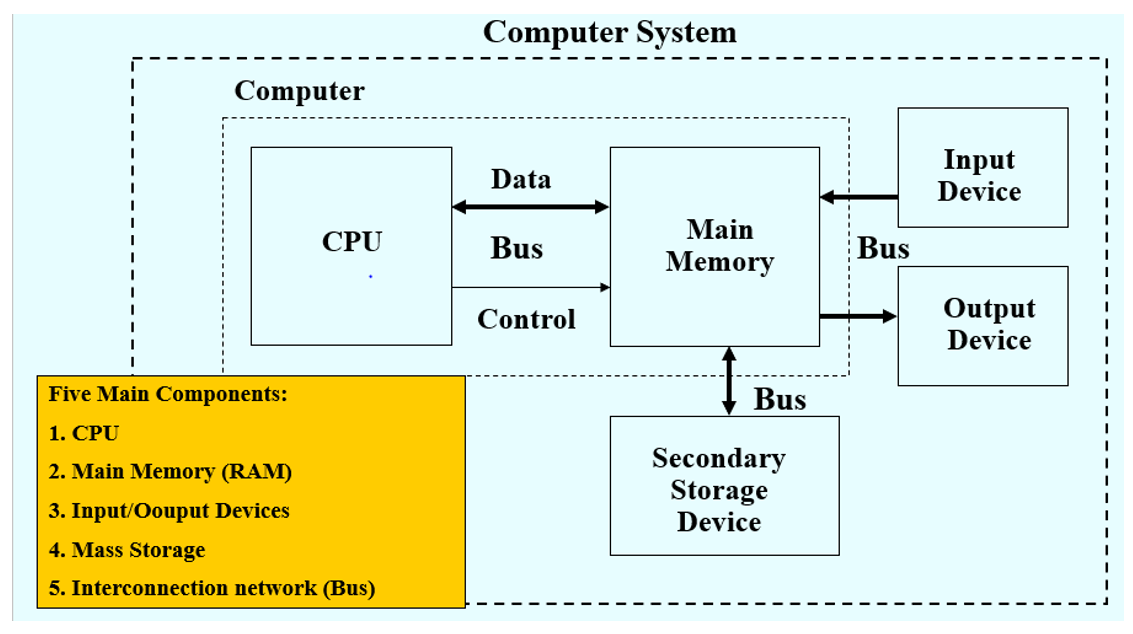 Computer System
Computer
CPU
Data
Bus
Control
Main
Memory
Input
Device
Bus
Output
Device
Bus
Secondary
Storage
Device
Five Main Components:
1. CPU
2. Main Memory (RAM)
3. Input/Oouput Devices
4. Mass Storage
5. Interconnection network (Bus)